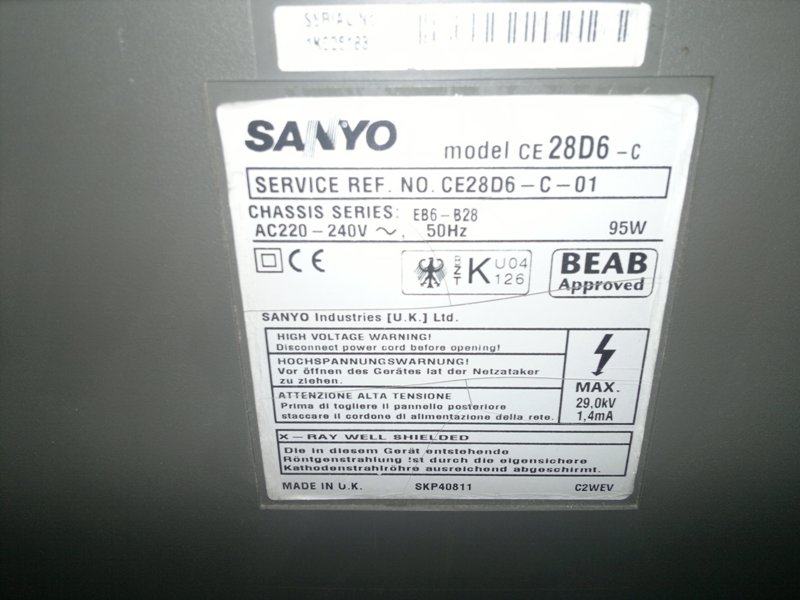 SERIAL NO
SANYO model CE 28D6-C
SERVICE REF. NO. CE28D6-C-01
CHASSIS SERIES: EB6-B28
AC220-240V ~, 50Hz 95W
CE BZT K U04 126 BEAB Approved
SANYO Industries [U.K.] Ltd.
HIGH VOLTAGE WARNING!
Disconnect power cord before opening!
HOCHSPANNUNGSWARNUNG!
Vor öffnen des Gerätes lat der Netzataker
zu ziehen.
ATTENZIONE ALTA TENSIONE
Prima di togliere il pannello posteriore
staccare il cordone di alimentazione della rete.
MAX.
29,0kV
1,4mA
X-RAY WELL SHIELDED
Die in diesem Gerät entstehende
Röntgenstrahlung ist durch die eigensichere
Kathodenstrahlröhre ausreichend abgeschirmt.
MADE IN U.K. SKP40811 C2WEV